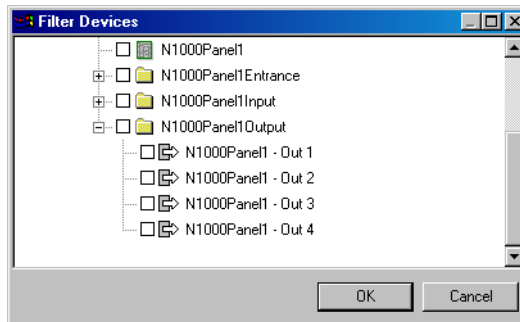 Filter Devices
N1000Panel1
N1000Panel1Entrance
N1000Panel1Input
N1000Panel1Output
N1000Panel1 - Out 1
N1000Panel1 - Out 2
N1000Panel1 - Out 3
N1000Panel1 - Out 4
OK Cancel